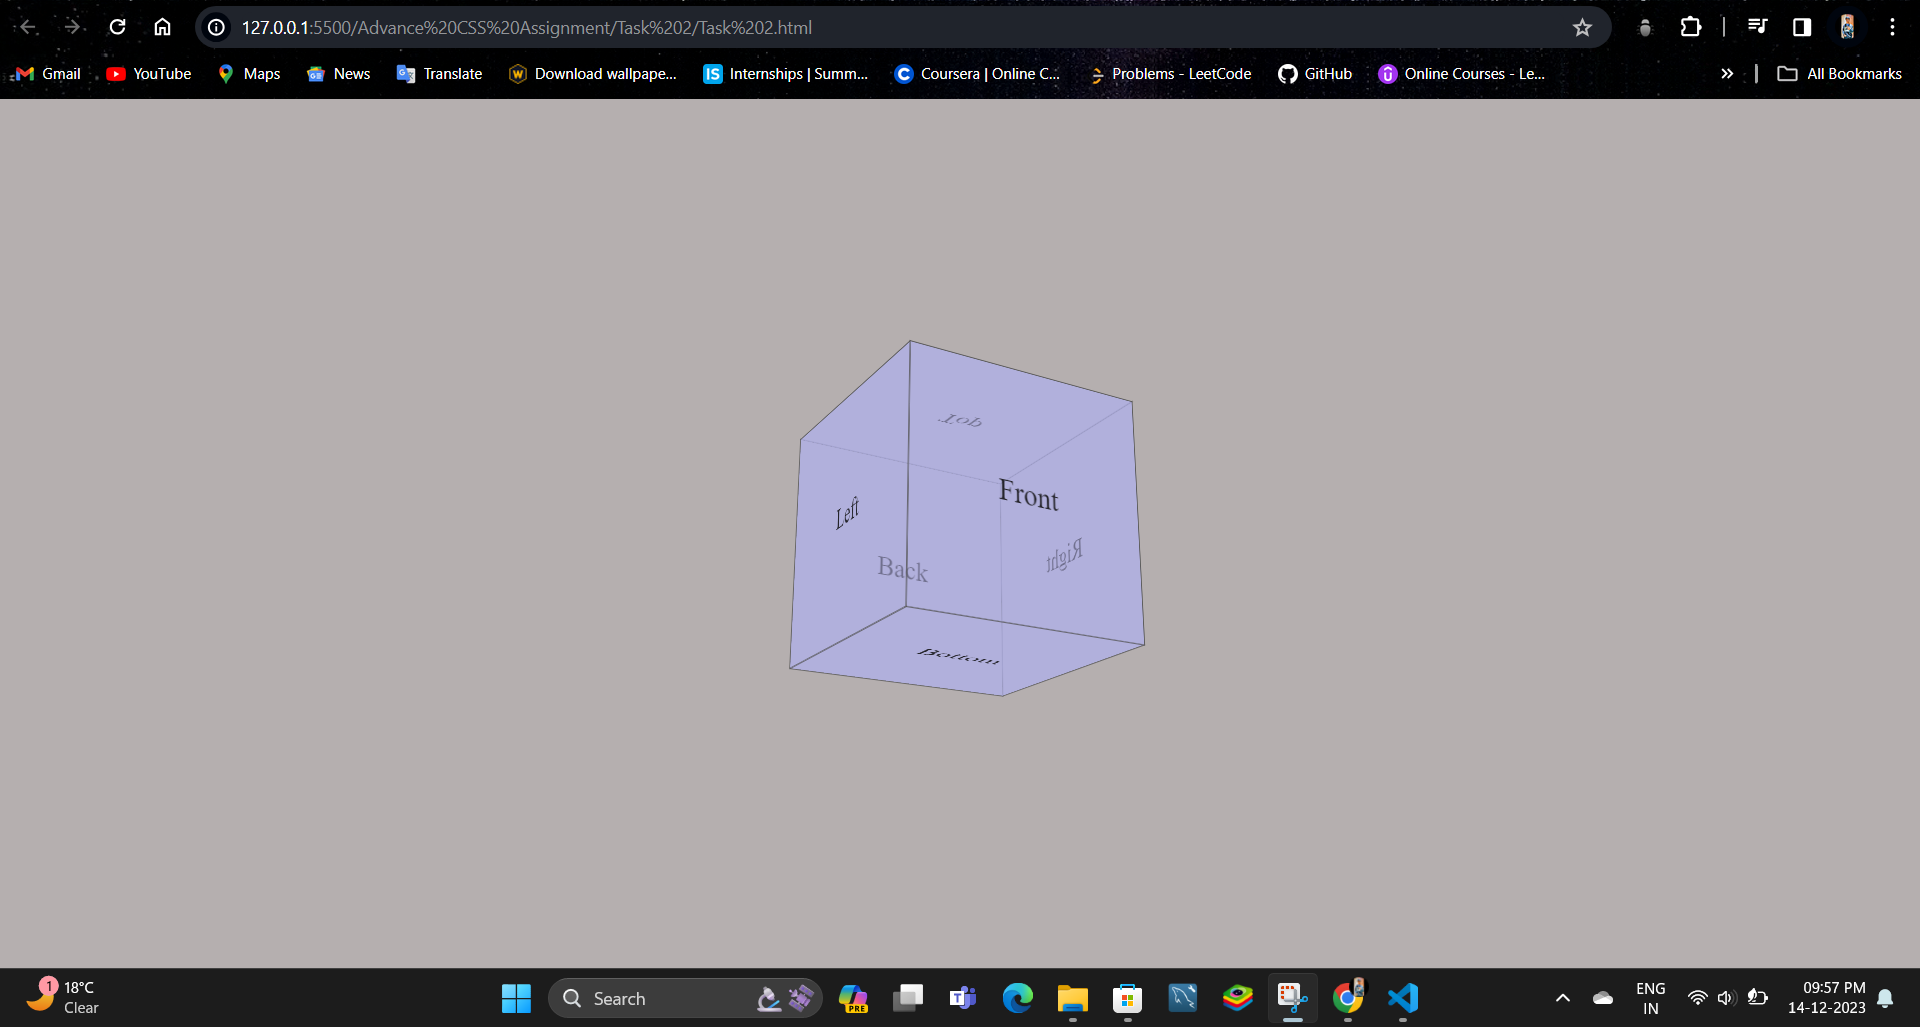 127.0.0.1:5500/Advance%20CSS%20Assignment/Task%202/Task%202.html
Gmail YouTube Maps News Translate Download wallpape... Internships | Summ... Coursera | Online C... Problems - LeetCode GitHub Online Courses - Le... All Bookmarks
Top
Front
Left
Right
Back
Bottom
1 18°C
Clear
Search
PRE
ENG
IN
09:57 PM
14-12-2023